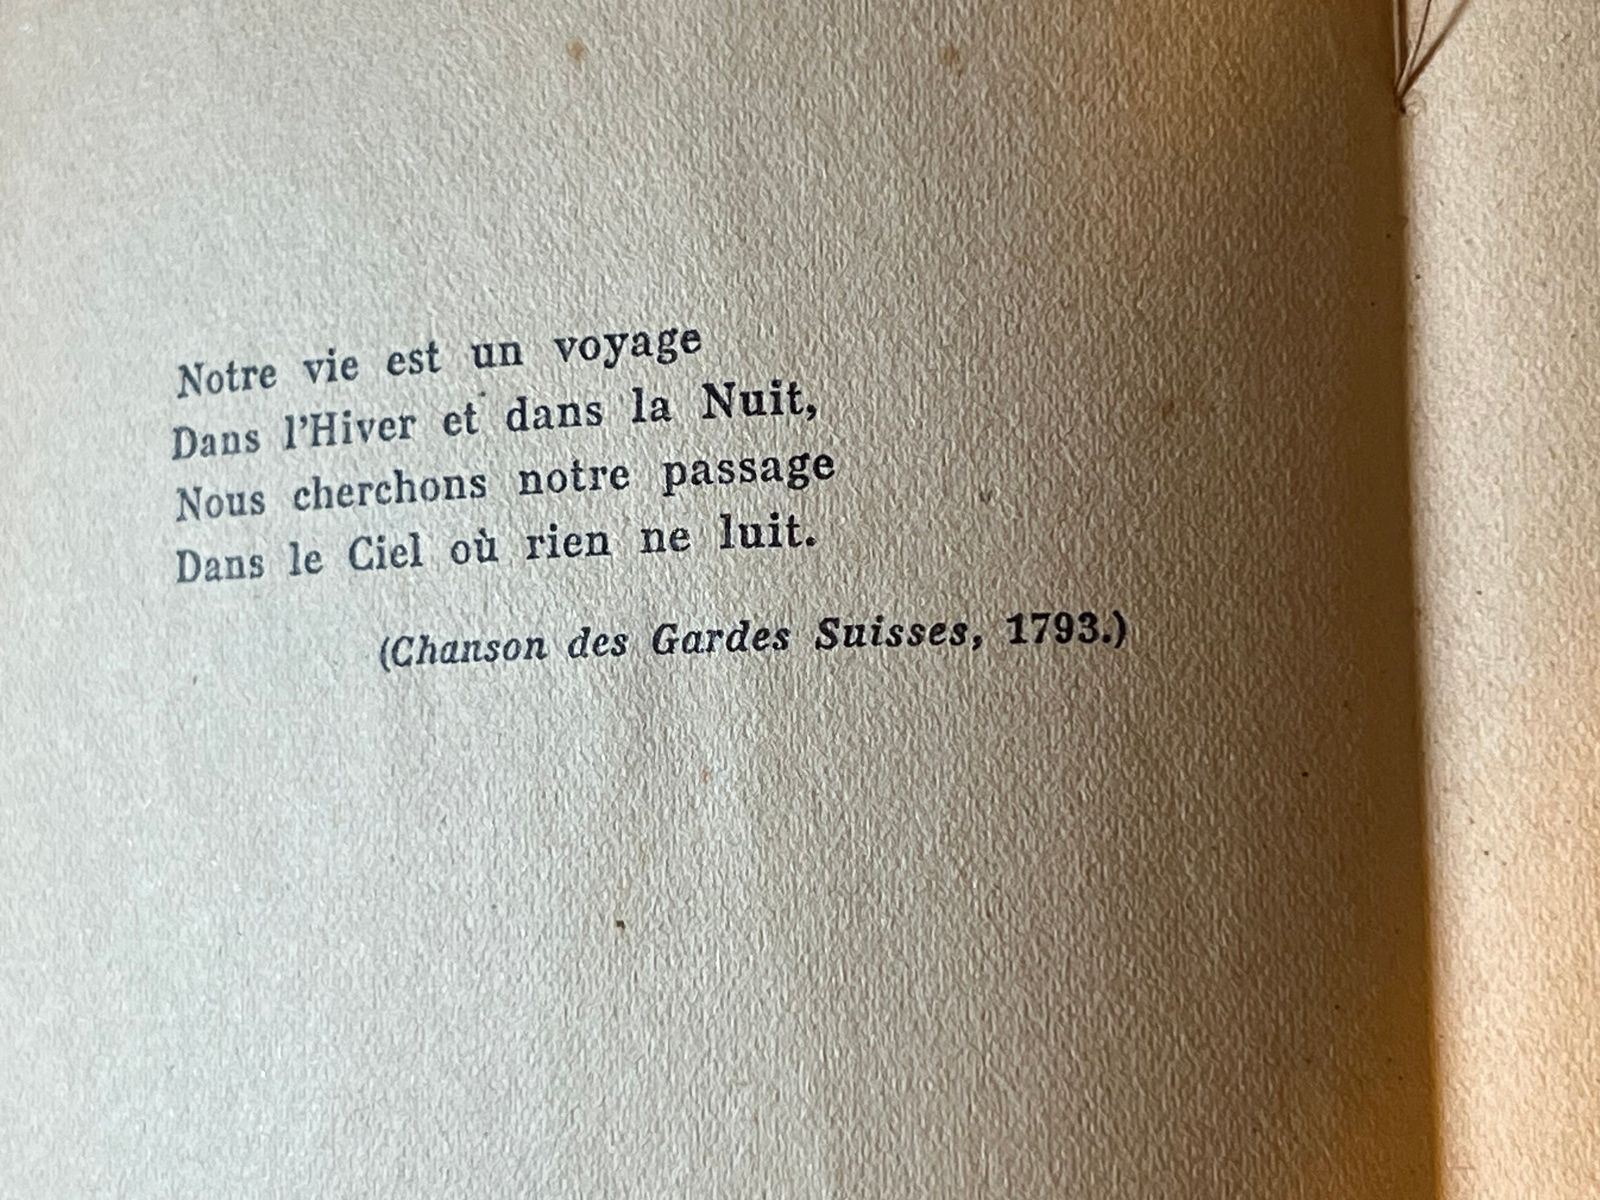 Notre vie est un voyage
Dans l'Hiver et dans la Nuit,
Nous cherchons notre passage
Dans le Ciel où rien ne luit.
(Chanson des Gardes Suisses, 1793.)